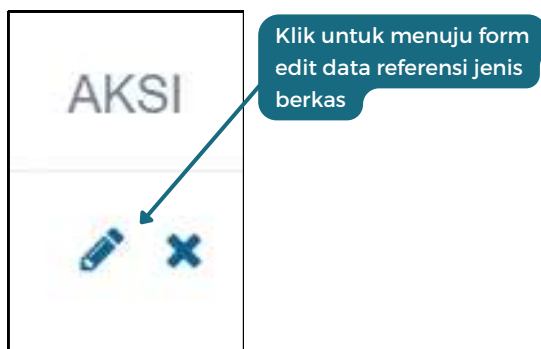 AKSI
Klik untuk menuju form
edit data referensi jenis
berkas